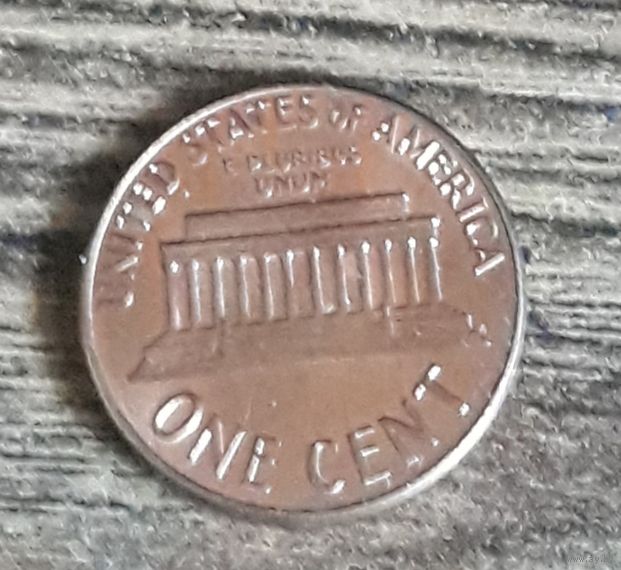 UNITED STATES OF AMERICA
E PLURIBUS
UNUM
ONE CENT